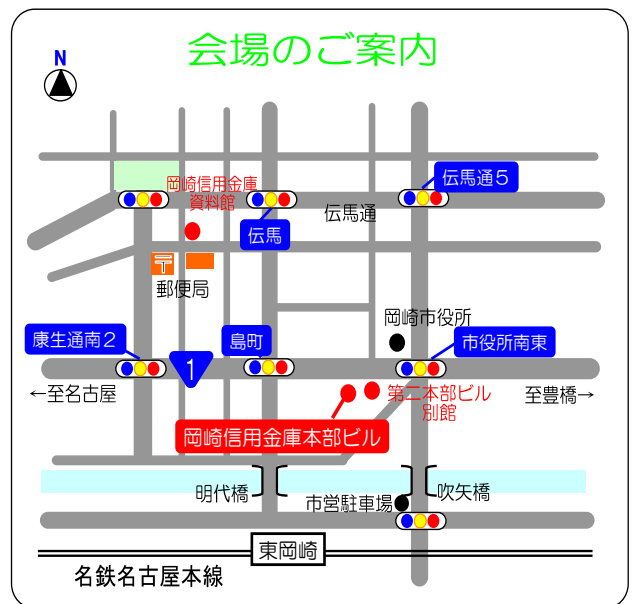 会場のご案内
N
岡崎信用金庫
資料館
伝馬通5
伝馬通
伝馬
〒
郵便局
岡崎市役所
康生通南2
島町
市役所南東
1
←至名古屋
第二本部ビル
別館
至豊橋→
岡崎信用金庫本部ビル
明代橋
市営駐車場
吹矢橋
東岡崎
名鉄名古屋本線